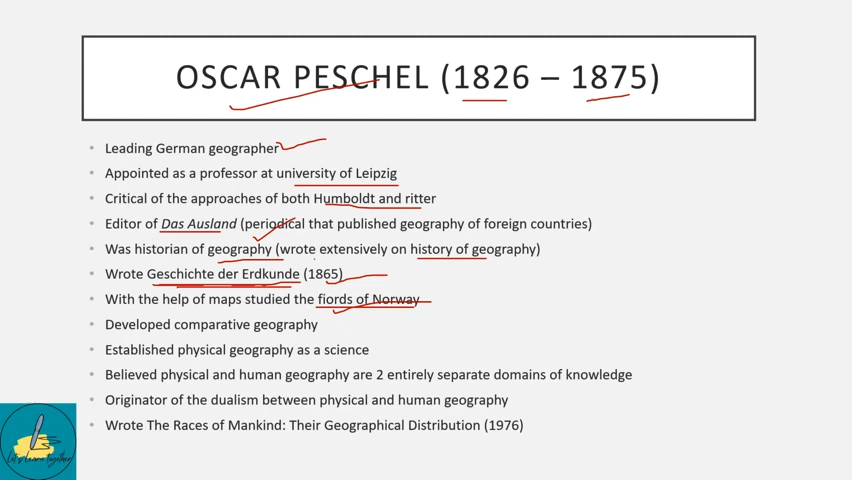 OSCAR PESCHEL (1826 – 1875)
• Leading German geographer
• Appointed as a professor at university of Leipzig
• Critical of the approaches of both Humboldt and ritter
• Editor of Das Ausland (periodical that published geography of foreign countries)
• Was historian of geography (wrote extensively on history of geography)
• Wrote Geschichte der Erdkunde (1865)
• With the help of maps studied the fiords of Norway
• Developed comparative geography
• Established physical geography as a science
• Believed physical and human geography are 2 entirely separate domains of knowledge
• Originator of the dualism between physical and human geography
• Wrote The Races of Mankind: Their Geographical Distribution (1976)
let's learn together